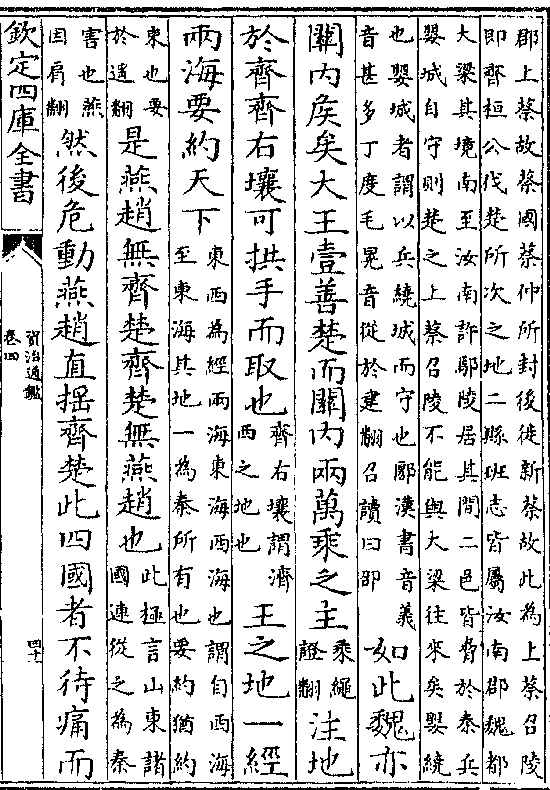 郡上蔡故蔡國蔡仲所封後徙新蔡故此為上蔡召陵
即齊桓公伐楚所次之地二縣班志皆屬汝南郡魏都
大梁其境南至汝南許鄢陵居其間二邑皆脅於秦兵
嬰城自守則楚之上蔡召陵不能與大梁往來矣嬰繞
也嬰城者謂以兵繞城而守也鄢漢書音義
音甚多丁度毛晃音從於建翻召讀曰卲
如此魏亦
關内侯矣大王壹善楚而關内兩萬乘之主
乘繩
證翻
注地
於齊齊右壤可拱手而取也
齊右壤謂濟
西之地也
王之地一經
兩海要約天下
東西為經兩海東海西海也謂自西海
至東海其地一為秦所有也要約猶約
束也要
於遥翻
是燕趙無齊楚齊楚無燕趙也
此極言山東諸
國連從之為秦
害也燕
因肩翻
然後危動燕趙直揺齊楚此四國者不待痛而
欽定四庫全書
資治通鑑
卷四
四十